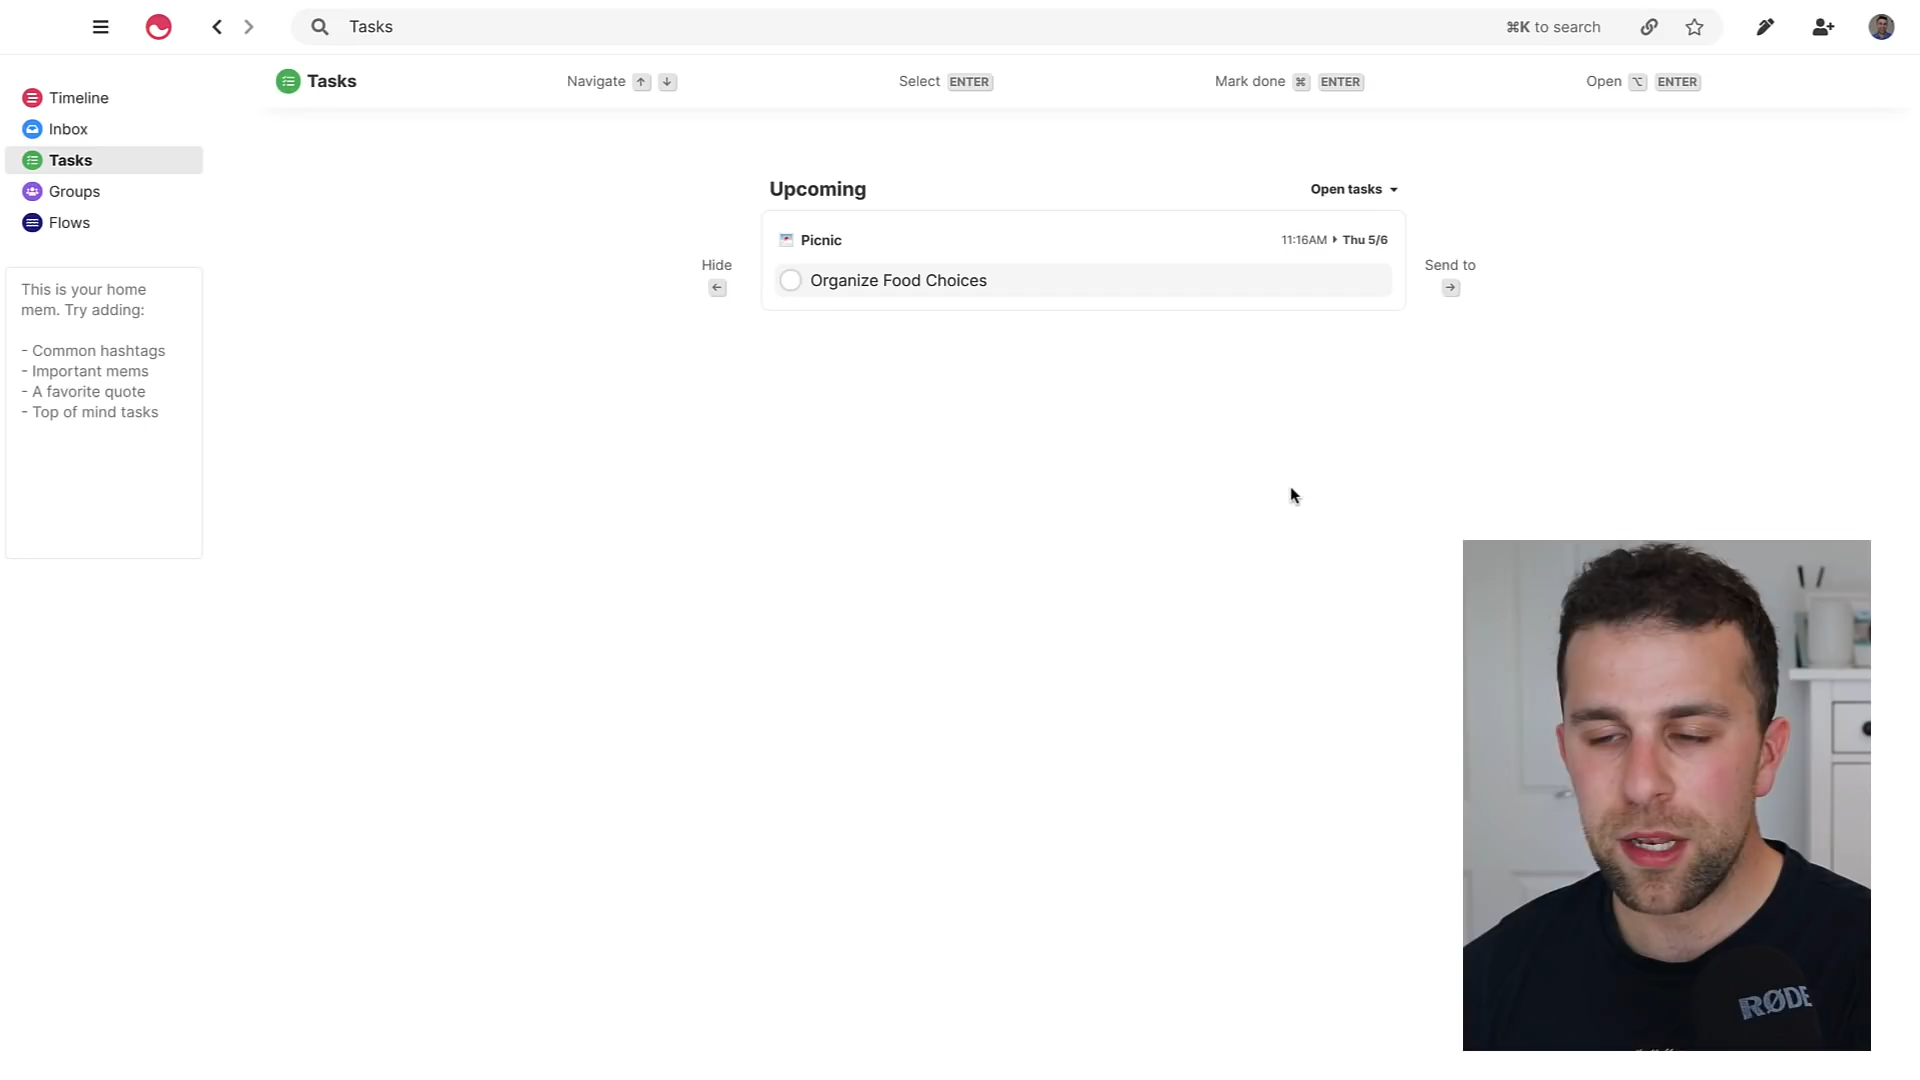 Tasks
⌘K to search
Tasks
Navigate ↑ ↓
Select ENTER
Mark done ⌘ ENTER
Open ⌥ ENTER
Timeline
Inbox
Tasks
Groups
Flows
This is your home
mem. Try adding:
- Common hashtags
- Important mems
- A favorite quote
- Top of mind tasks
Upcoming
Open tasks
Picnic
11:16AM Thu 5/6
Hide
←
Organize Food Choices
Send to
→
RØDE